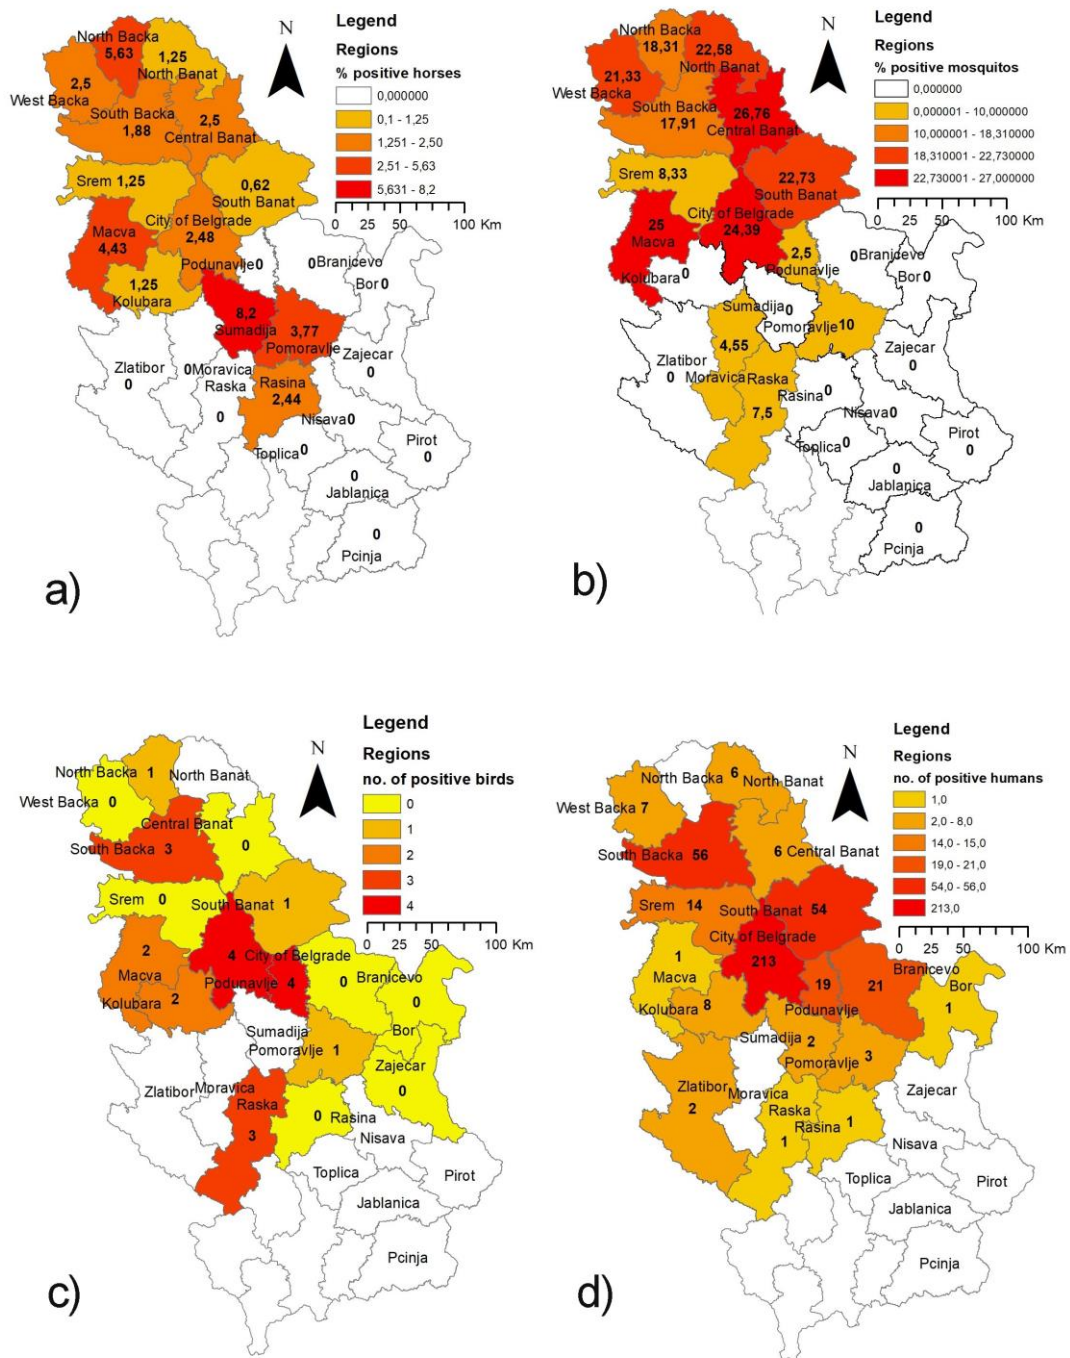 N
Legend
Regions
% positive horses
0,000000
0,1 - 1,25
1,251 - 2,50
2,51 - 5,63
5,631 - 8,2
0 25 50 100 Km
North Backa
5,63
1,25
North Banat
2,5
West Backa
South Backa
1,88
2,5
Central Banat
Srem 1,25
0,62
South Banat
City of Belgrade
2,48
Macva
4,43
Podunavlje 0
0 Branicevo
Bor 0
1,25
Kolubara
8,2
Sumadija
3,77
Pomoravlje
Zlatibor
0
0 Moravica
Raska
0
Rasina
2,44
Zajecar
0
Nisava 0
Toplica 0
Pirot
0
0
Jablanica
0
Pcinja
a)
N
Legend
Regions
% positive mosquitos
0,000000
0,000001 - 10,000000
10,000001 - 18,310000
18,310001 - 22,730000
22,730001 - 27,000000
0 25 50 100 Km
North Backa
18,31
22,58
North Banat
21,33
West Backa
South Backa
17,91
26,76
Central Banat
Srem 8,33
22,73
South Banat
City of Belgrade
24,39
25
Macva
2,5
Podunavlje
0 Branicevo
Bor 0
Kolubara 0
Sumadija 0
Pomoravlje 10
4,55
Zlatibor
0
Moravica
Raska
7,5
Rasina 0
Zajecar
0
Nisava 0
Toplica 0
Pirot
0
0
Jablanica
0
Pcinja
b)
N
Legend
Regions
no. of positive birds
0
1
2
3
4
0 25 50 100 Km
North Backa 1
North Banat
West Backa 0
Central Banat
0
South Backa 3
Srem 0
South Banat 1
4
City of Belgrade
2
Macva
Podunavlje 4
Branicevo
0
0
Bor
Kolubara 2
Sumadija
Pomoravlje 1
Zajecar
0
Zlatibor
Moravica
Raska
3
0 Rasina
Nisava
Toplica
Pirot
Jablanica
Pcinja
c)
N
Legend
Regions
no. of positive humans
1,0
2,0 - 8,0
14,0 - 15,0
19,0 - 21,0
54,0 - 56,0
213,0
0 25 50 100 Km
North Backa
6
North Banat
West Backa 7
South Backa 56
6 Central Banat
Srem 14
South Banat 54
City of Belgrade
213
1
Macva
19
Podunavlje
Branicevo
21
Bor
1
Kolubara 8
Sumadija 2
Pomoravlje 3
Zlatibor
2
Moravica
Raska
1
Rasina 1
Zajecar
Nisava
Toplica
Pirot
Jablanica
Pcinja
d)